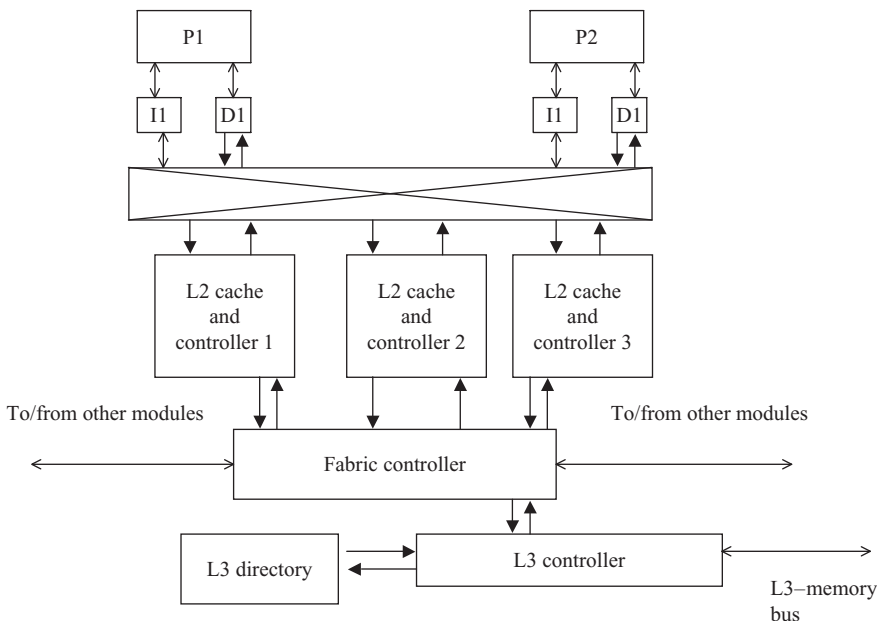 P1
P2
I1
D1
I1
D1
L2 cache
and
controller 1
L2 cache
and
controller 2
L2 cache
and
controller 3
To/from other modules
To/from other modules
Fabric controller
L3 directory
L3 controller
L3–memory
bus